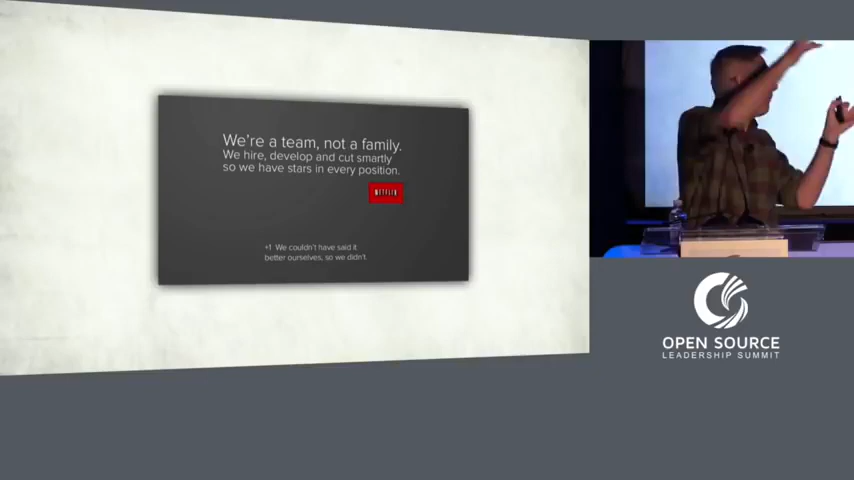 We're a team, not a family.
We hire, develop and cut smartly
so we have stars in every position.
NETFLIX
+1 We couldn't have said it
better ourselves, so we didn't.
OPEN SOURCE
LEADERSHIP SUMMIT